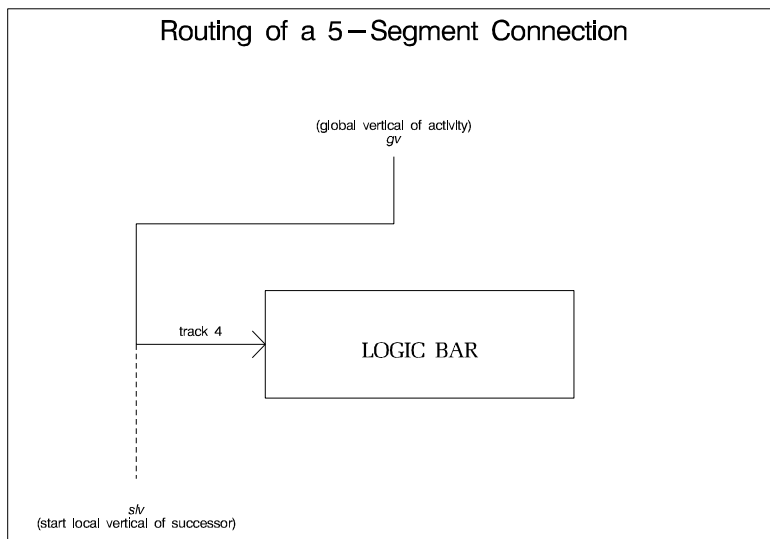 Routing of a 5-Segment Connection
(global vertical of activity)
gv
track 4
LOGIC BAR
slv
(start local vertical of successor)